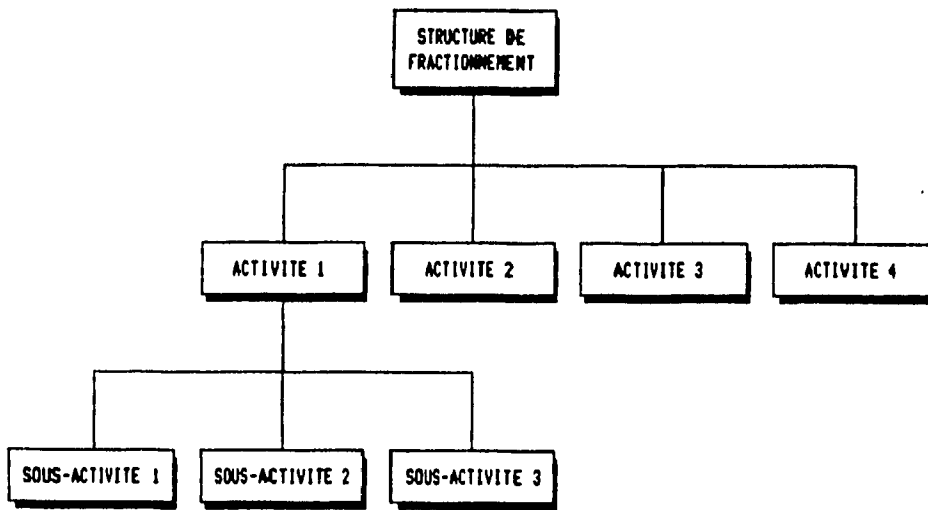 STRUCTURE DE
FRACTIONNEMENT
ACTIVITE 1
ACTIVITE 2
ACTIVITE 3
ACTIVITE 4
SOUS-ACTIVITE 1
SOUS-ACTIVITE 2
SOUS-ACTIVITE 3